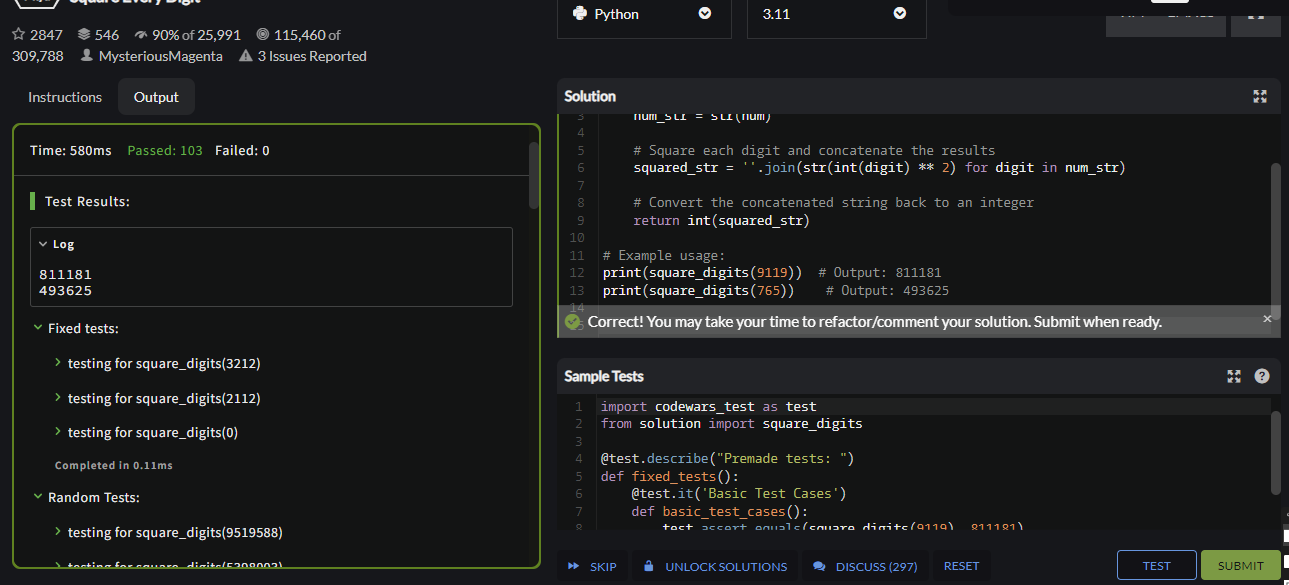 Square Every Digit
2847 546 90% of 25,991 115,460 of
309,788 MysteriousMagenta 3 Issues Reported
Instructions Output
Time: 580ms Passed: 103 Failed: 0
Test Results:
Log
811181
493625
Fixed tests:
testing for square_digits(3212)
testing for square_digits(2112)
testing for square_digits(0)
Completed in 0.11ms
Random Tests:
testing for square_digits(9519588)
testing for square_digits(5398003)
Python
3.11
Solution
3 num_str = str(num)
4
5 # Square each digit and concatenate the results
6 squared_str = ''.join(str(int(digit) ** 2) for digit in num_str)
7
8 # Convert the concatenated string back to an integer
9 return int(squared_str)
10
11 # Example usage:
12 print(square_digits(9119))  # Output: 811181
13 print(square_digits(765))    # Output: 493625
14
Correct! You may take your time to refactor/comment your solution. Submit when ready.
Sample Tests
1 import codewars_test as test
2 from solution import square_digits
3
4 @test.describe("Premade tests: ")
5 def fixed_tests():
6 @test.it('Basic Test Cases')
7 def basic_test_cases():
8 test.assert_equals(square_digits(9119), 811181)
SKIP UNLOCK SOLUTIONS DISCUSS (297) RESET TEST SUBMIT